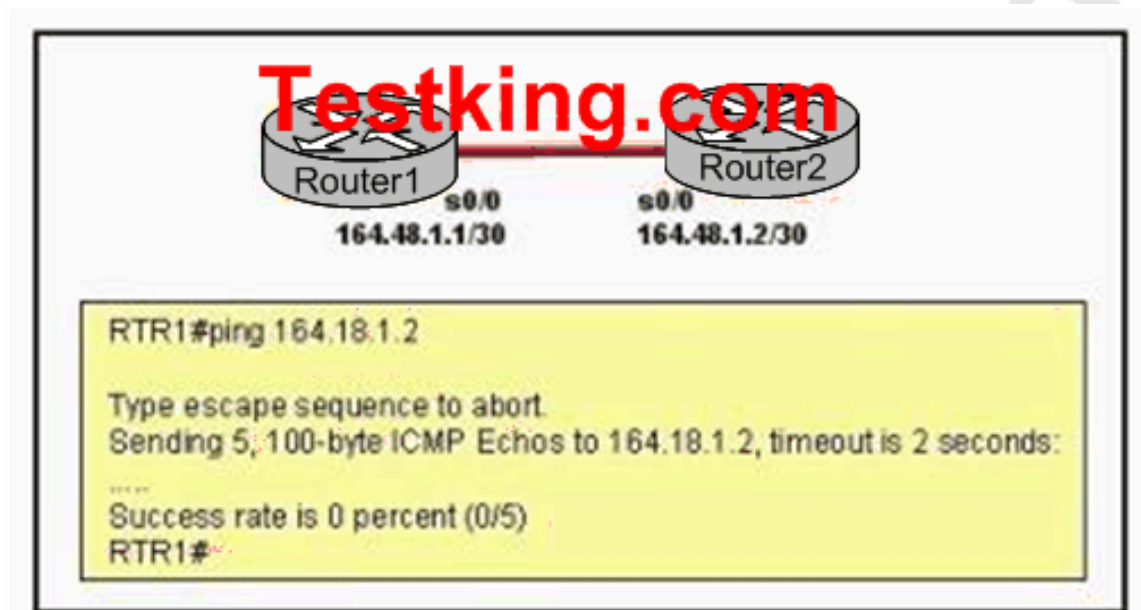 Testking.com
Router1
Router2
s0/0
s0/0
164.48.1.1/30
164.48.1.2/30
RTR1#ping 164.18.1.2
Type escape sequence to abort.
Sending 5, 100-byte ICMP Echos to 164.18.1.2, timeout is 2 seconds:
.....
Success rate is 0 percent (0/5)
RTR1#